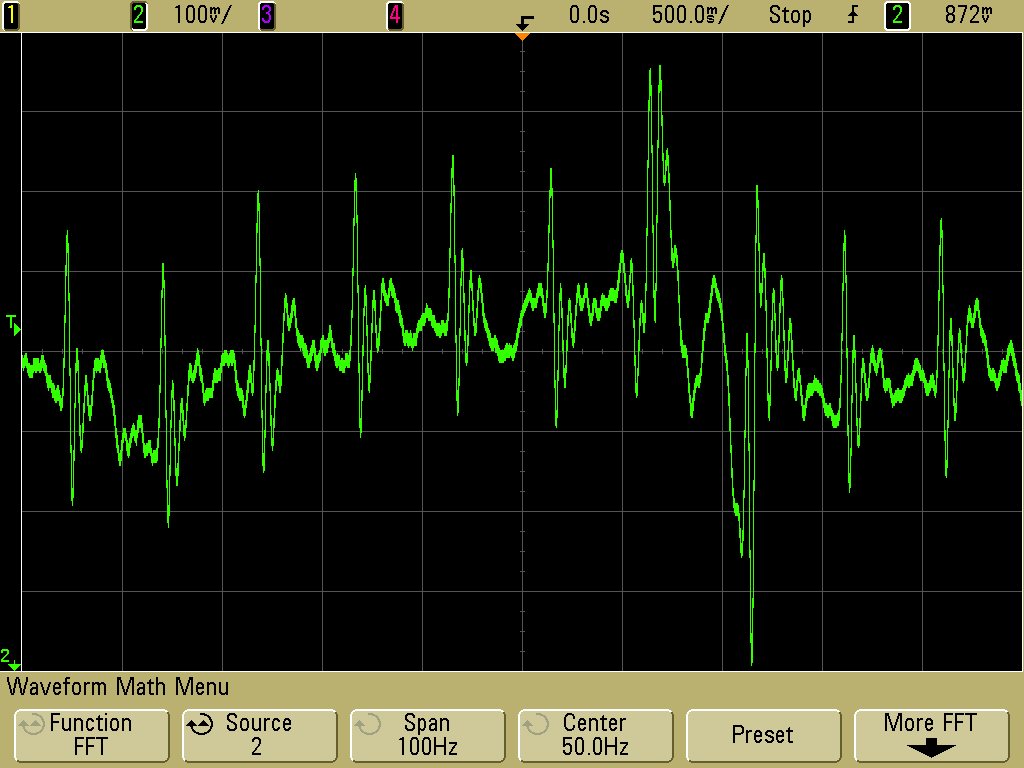 1 2 100mV/ 3 4 0.0s 500.0ms/ Stop 2 872mV
T
2
Waveform Math Menu
Function Source Span Center Preset More FFT
FFT 2 100Hz 50.0Hz